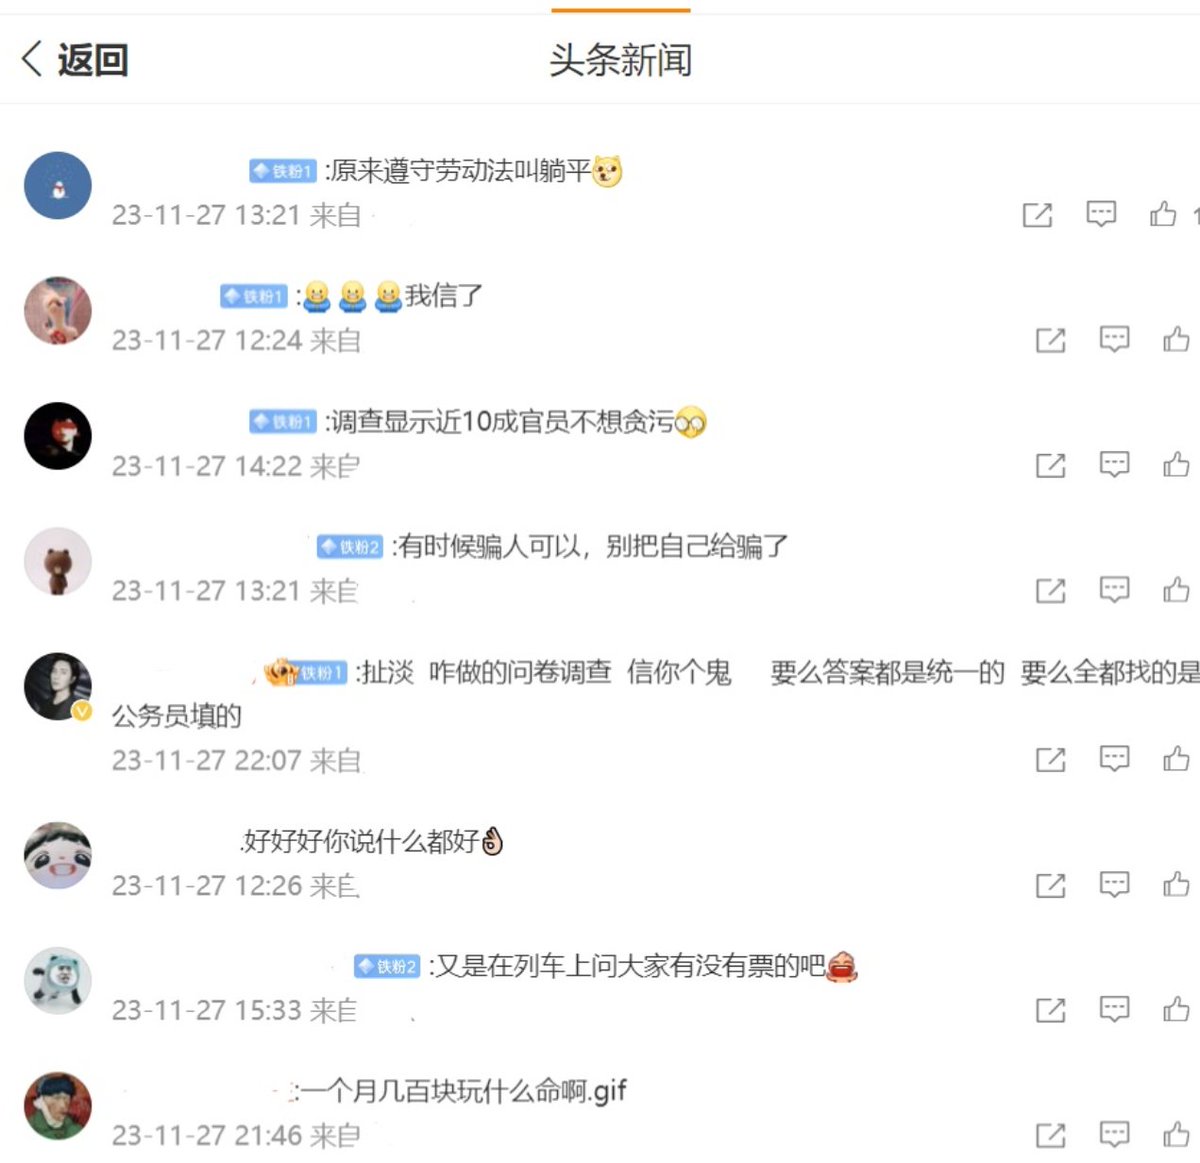 返回
头条新闻
铁粉1 :原来遵守劳动法叫躺平
23-11-27 13:21 来自
铁粉1 :我信了
23-11-27 12:24 来自
铁粉1 :调查显示近10成官员不想贪污
23-11-27 14:22 来自
铁粉2 :有时候骗人可以，别把自己给骗了
23-11-27 13:21 来自
铁粉1 :扯淡 咋做的问卷调查 信你个鬼 要么答案都是统一的 要么全都找的是
公务员填的
23-11-27 22:07 来自
好好好你说什么都好👌
23-11-27 12:26 来自
铁粉2 :又是在列车上问大家有没有票的吧
23-11-27 15:33 来自
:一个月几百块玩什么命啊.gif
23-11-27 21:46 来自